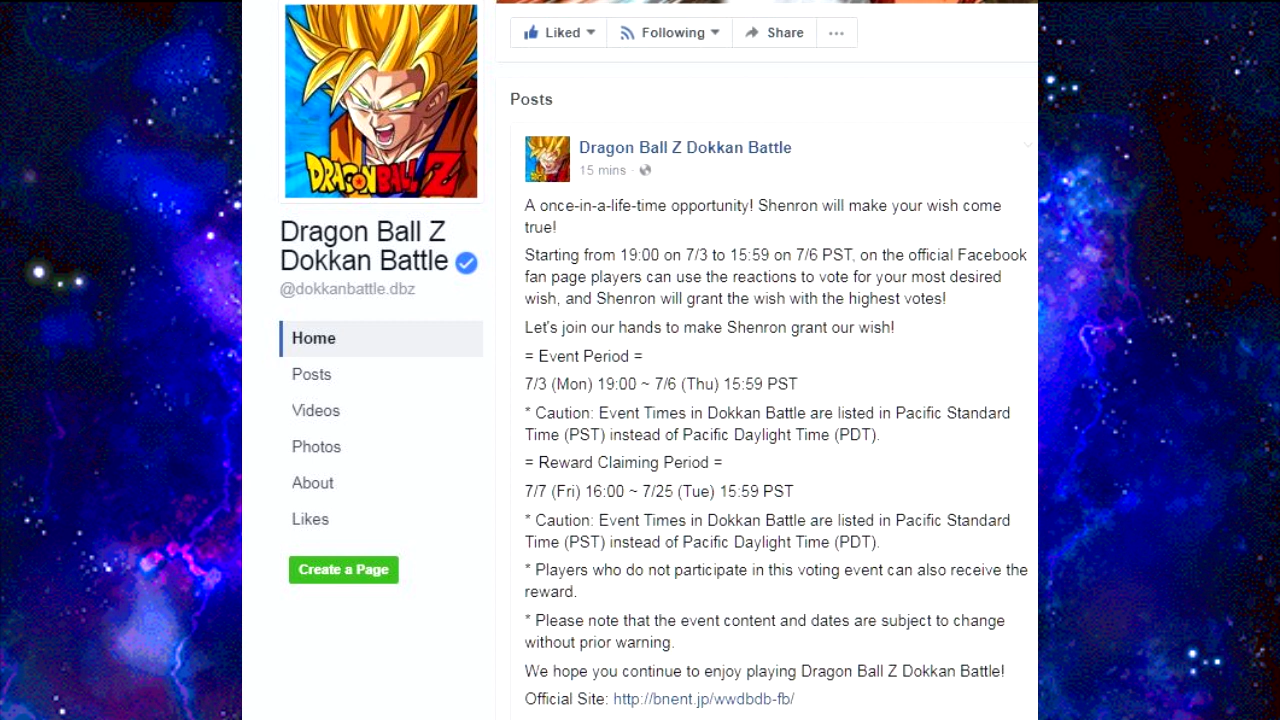 Liked
Following
Share
Posts
DRAGON BALL Z
Dragon Ball Z Dokkan Battle
15 mins
A once-in-a-life-time opportunity! Shenron will make your wish come
true!
Starting from 19:00 on 7/3 to 15:59 on 7/6 PST, on the official Facebook
fan page players can use the reactions to vote for your most desired
wish, and Shenron will grant the wish with the highest votes!
Let's join our hands to make Shenron grant our wish!
= Event Period =
7/3 (Mon) 19:00 ~ 7/6 (Thu) 15:59 PST
* Caution: Event Times in Dokkan Battle are listed in Pacific Standard
Time (PST) instead of Pacific Daylight Time (PDT).
= Reward Claiming Period =
7/7 (Fri) 16:00 ~ 7/25 (Tue) 15:59 PST
* Caution: Event Times in Dokkan Battle are listed in Pacific Standard
Time (PST) instead of Pacific Daylight Time (PDT).
* Players who do not participate in this voting event can also receive the
reward.
* Please note that the event content and dates are subject to change
without prior warning.
We hope you continue to enjoy playing Dragon Ball Z Dokkan Battle!
Official Site: http://bnent.jp/wwdbdb-fb/
Dragon Ball Z
Dokkan Battle
@dokkanbattle.dbz
Home
Posts
Videos
Photos
About
Likes
Create a Page